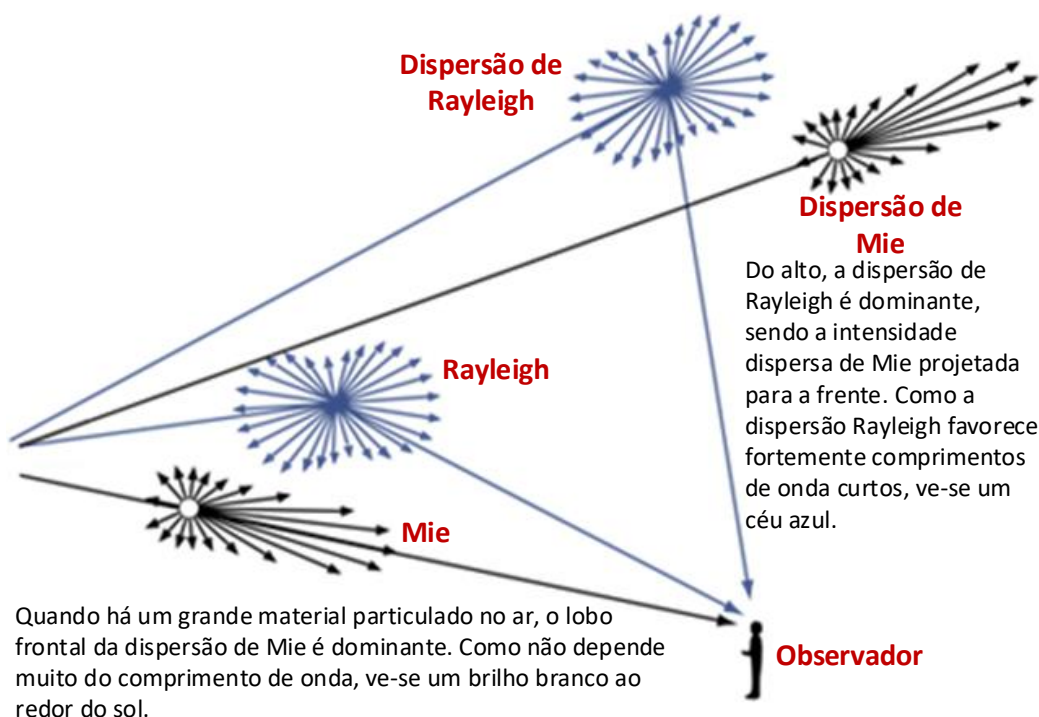 Dispersão de
Rayleigh
Dispersão de
Mie
Do alto, a dispersão de
Rayleigh é dominante,
sendo a intensidade
dispersa de Mie projetada
para a frente. Como a
dispersão Rayleigh favorece
fortemente comprimentos
de onda curtos, ve-se um
céu azul.
Rayleigh
Mie
Quando há um grande material particulado no ar, o lobo
frontal da dispersão de Mie é dominante. Como não depende
muito do comprimento de onda, ve-se um brilho branco ao
redor do sol.
Observador